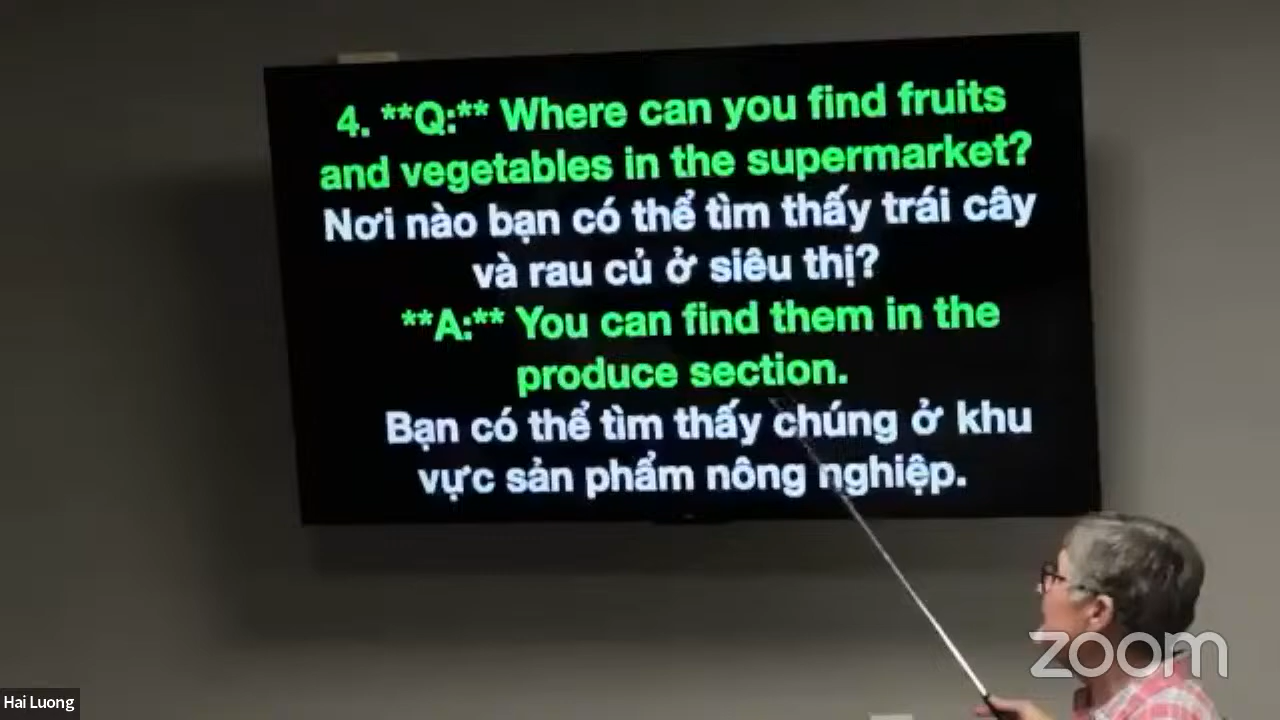 4. **Q:** Where can you find fruits
and vegetables in the supermarket?
Nơi nào bạn có thể tìm thấy trái cây
và rau củ ở siêu thị?
**A:** You can find them in the
produce section.
Bạn có thể tìm thấy chúng ở khu
vực sản phẩm nông nghiệp.
zoom
Hai Luong